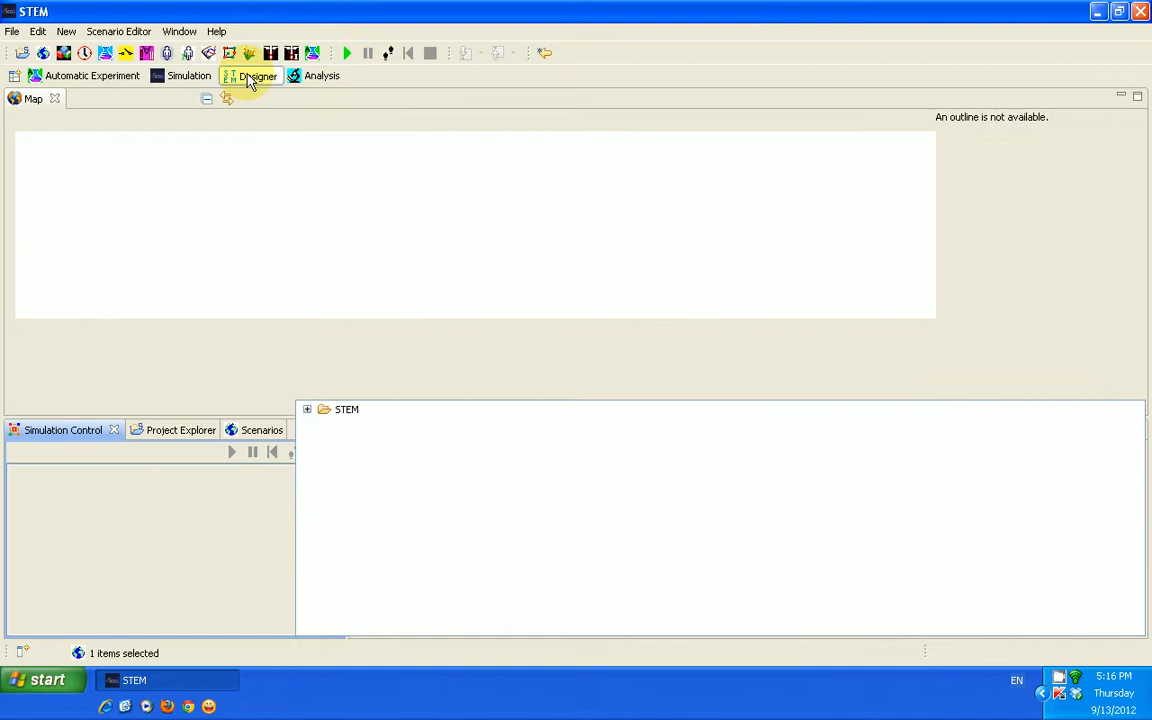 STEM
File Edit New Scenario Editor Window Help
Automatic Experiment Simulation Designer Analysis
Map
An outline is not available.
STEM
Simulation Control Project Explorer Scenarios
1 items selected
start STEM EN 5:16 PM
Thursday
9/13/2012